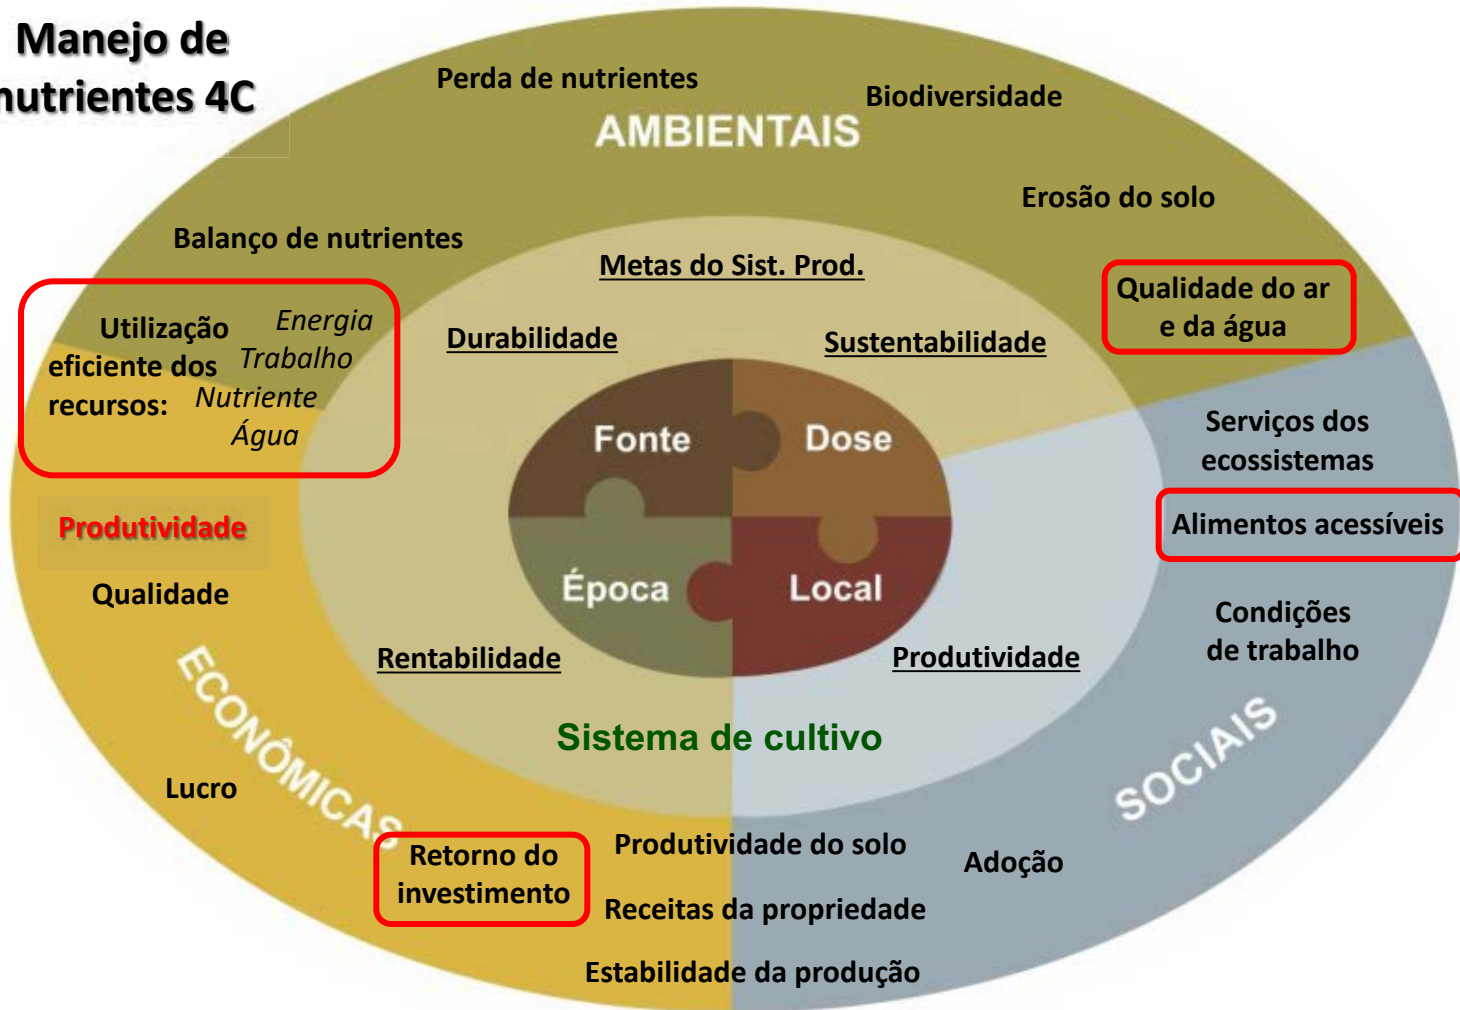 Manejo de
nutrientes 4C
Perda de nutrientes
Biodiversidade
AMBIENTAIS
Erosão do solo
Balanço de nutrientes
Metas do Sist. Prod.
Qualidade do ar
e da água
Utilização
eficiente dos
recursos:
Energia
Trabalho
Nutriente
Água
Durabilidade
Sustentabilidade
Fonte
Dose
Época
Local
Serviços dos
ecossistemas
Produtividade
Alimentos acessíveis
Qualidade
Condições
de trabalho
Rentabilidade
Produtividade
ECONÔMICAS
Sistema de cultivo
SOCIAIS
Lucro
Retorno do
investimento
Produtividade do solo
Adoção
Receitas da propriedade
Estabilidade da produção